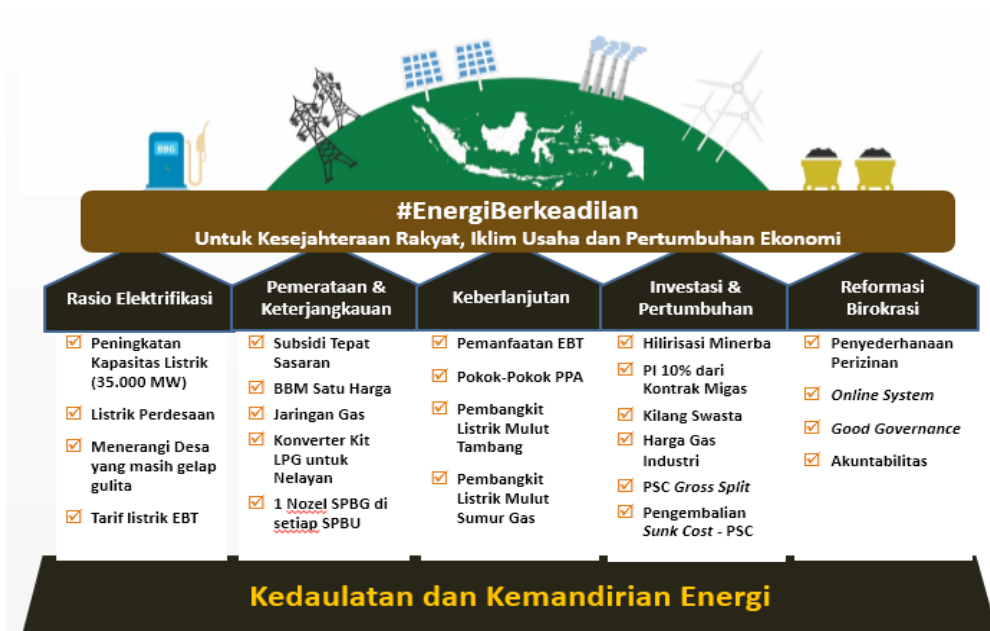 BBG
#EnergiBerkeadilan
Untuk Kesejahteraan Rakyat, Iklim Usaha dan Pertumbuhan Ekonomi
Rasio Elektrifikasi
Peningkatan
Kapasitas Listrik
(35.000 MW)
Listrik Perdesaan
Menerangi Desa
yang masih gelap
gulita
Tarif listrik EBT
Pemerataan &
Keterjangkauan
Subsidi Tepat
Sasaran
BBM Satu Harga
Jaringan Gas
Konverter Kit
LPG untuk
Nelayan
1 Nozel SPBG di
setiap SPBU
Keberlanjutan
Pemanfaatan EBT
Pokok-Pokok PPA
Pembangkit
Listrik Mulut
Tambang
Pembangkit
Listrik Mulut
Sumur Gas
Investasi &
Pertumbuhan
Hilirisasi Minerba
PI 10% dari
Kontrak Migas
Kilang Swasta
Harga Gas
Industri
PSC Gross Split
Pengembalian
Sunk Cost - PSC
Reformasi
Birokrasi
Penyederhanaan
Perizinan
Online System
Good Governance
Akuntabilitas
Kedaulatan dan Kemandirian Energi